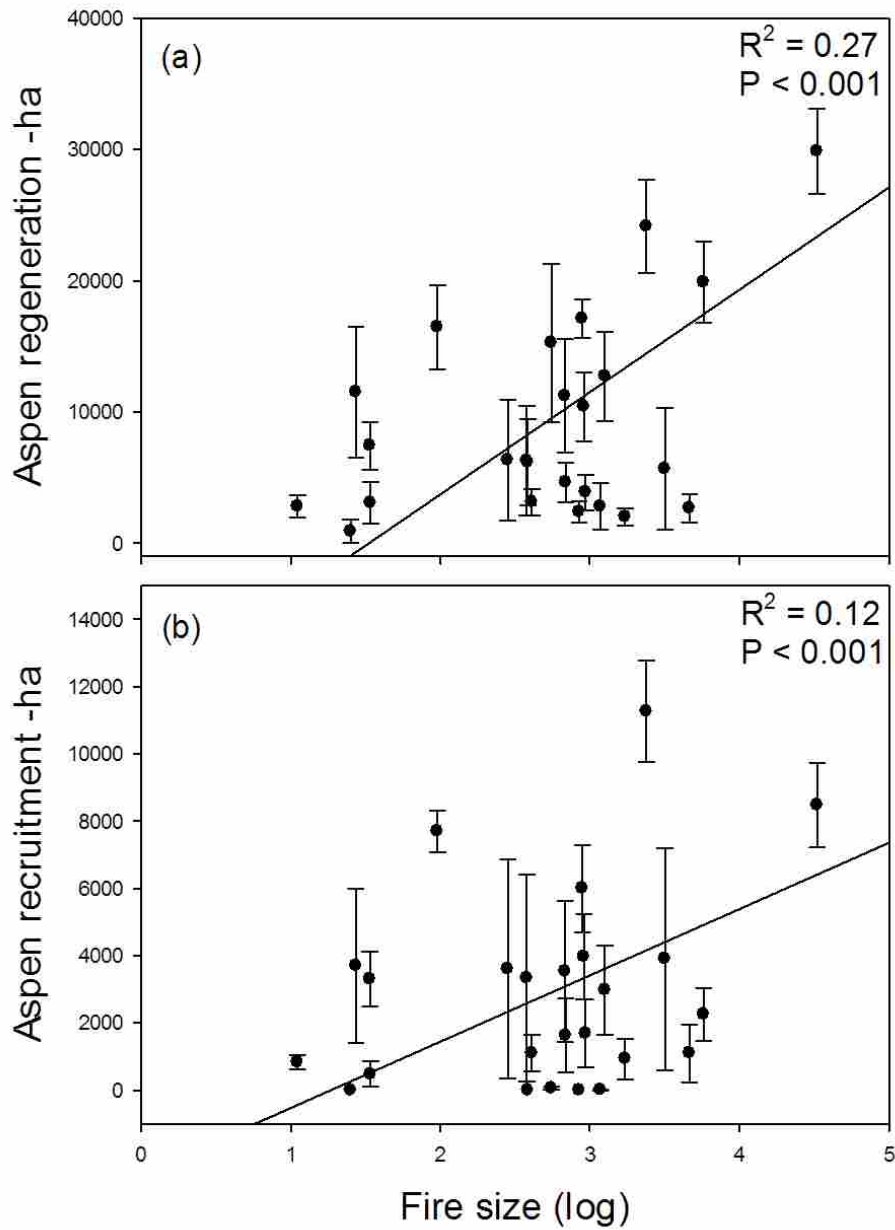 40000
(a)
R² = 0.27
P < 0.001
30000
20000
10000
0
Aspen regeneration -ha
14000
(b)
R² = 0.12
P < 0.001
12000
10000
8000
6000
4000
2000
0
Aspen recruitment -ha
0 1 2 3 4 5
Fire size (log)